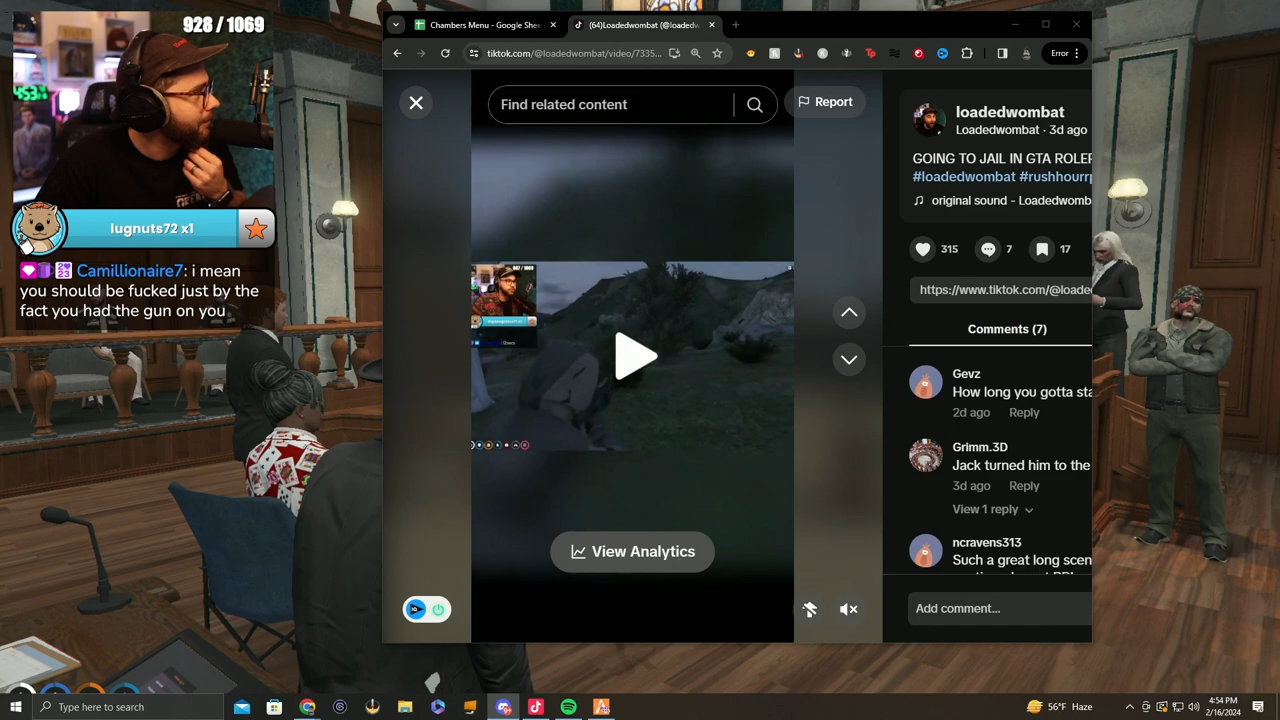 928 / 1069
453
lugnuts72 x1
Camillionaire7: i mean
you should be fucked just by the
fact you had the gun on you
Chambers Menu - Google She
(64)Loadedwombat (@loadedw
tiktok.com/@loadedwombat/video/7335...
Error
Find related content
Report
View Analytics
loadedwombat
Loadedwombat · 3d ago
GOING TO JAIL IN GTA ROLEP
#loadedwombat #rushhourrp
original sound - Loadedwomb
315
7
17
https://www.tiktok.com/@loade
Comments (7)
Gevz
How long you gotta sta
2d ago Reply
Grimm.3D
Jack turned him to the
3d ago Reply
View 1 reply
ncravens313
Such a great long scen
Add comment...
Type here to search
56°F Haze
4:54 PM
2/16/2024